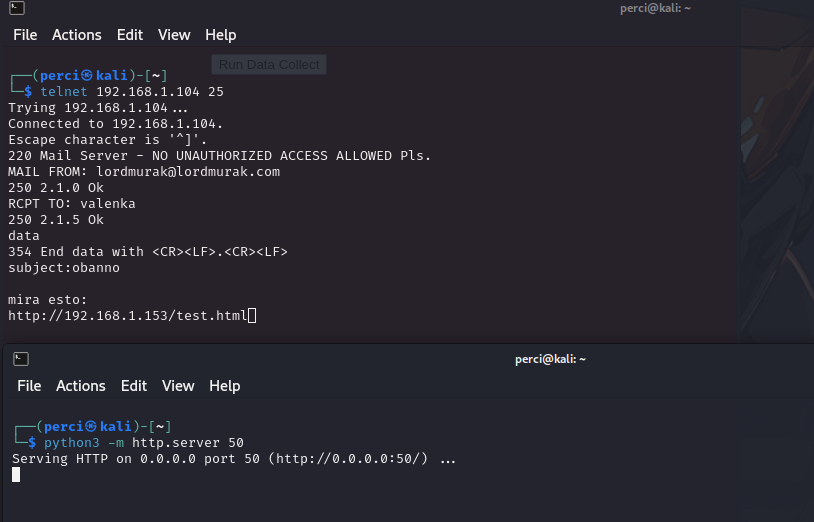 perci@kali: ~
File Actions Edit View Help
Run Data Collect
┌──(perci㉿kali)-[~]
└─$ telnet 192.168.1.104 25
Trying 192.168.1.104...
Connected to 192.168.1.104.
Escape character is '^]'.
220 Mail Server - NO UNAUTHORIZED ACCESS ALLOWED Pls.
MAIL FROM: lordmurak@lordmurak.com
250 2.1.0 Ok
RCPT TO: valenka
250 2.1.5 Ok
data
354 End data with <CR><LF>.<CR><LF>
subject:obanno
mira esto:
http://192.168.1.153/test.html
perci@kali: ~
File Actions Edit View Help
┌──(perci㉿kali)-[~]
└─$ python3 -m http.server 50
Serving HTTP on 0.0.0.0 port 50 (http://0.0.0.0:50/) ...